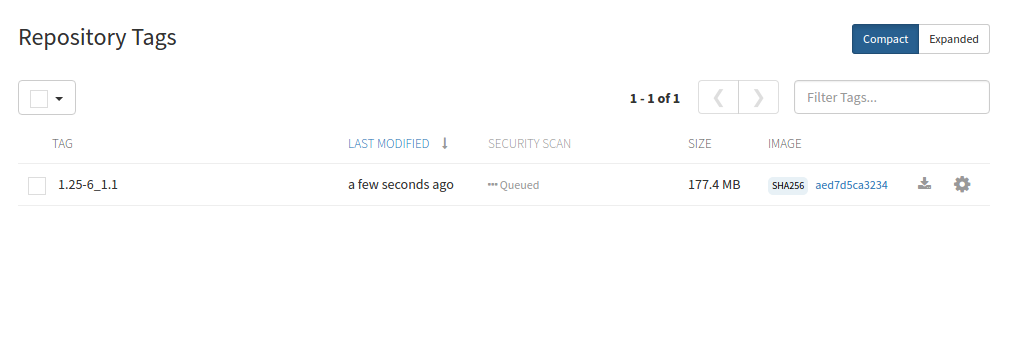 Repository Tags
Compact Expanded
1 - 1 of 1 Filter Tags...
TAG LAST MODIFIED SECURITY SCAN SIZE IMAGE
1.25-6_1.1 a few seconds ago Queued 177.4 MB SHA256 aed7d5ca3234